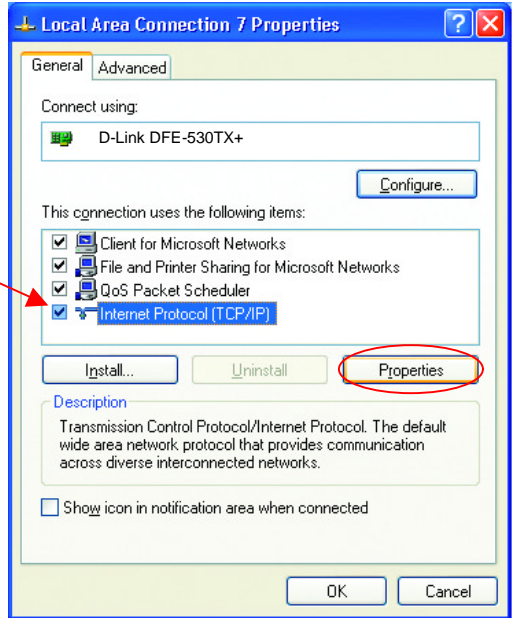 Local Area Connection 7 Properties
General Advanced
Connect using:
D-Link DFE-530TX+
Configure...
This connection uses the following items:
Client for Microsoft Networks
File and Printer Sharing for Microsoft Networks
QoS Packet Scheduler
Internet Protocol (TCP/IP)
Install... Uninstall Properties
Description
Transmission Control Protocol/Internet Protocol. The default
wide area network protocol that provides communication
across diverse interconnected networks.
Show icon in notification area when connected
OK Cancel